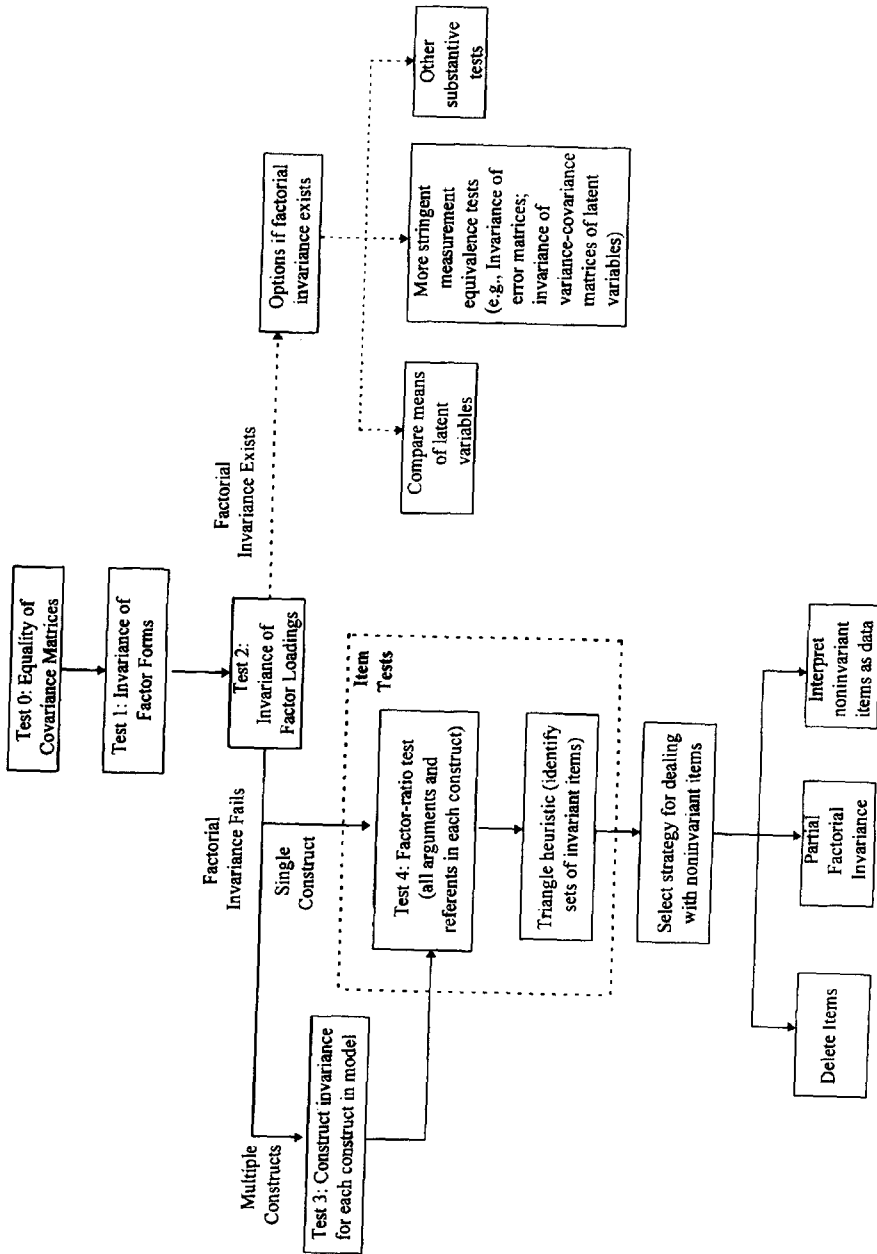 Test 0: Equality of
Covariance Matrices
Test 1: Invariance of
Factor Forms
Test 2:
Invariance of
Factor Loadings
Factorial
Invariance Fails
Factorial
Invariance Exists
Multiple
Constructs
Single
Construct
Test 3: Construct invariance
for each construct in model
Item
Tests
Test 4: Factor-ratio test
(all arguments and
referents in each construct)
Triangle heuristic (identify
sets of invariant items)
Select strategy for dealing
with noninvariant items
Delete Items
Partial
Factorial
Invariance
Interpret
noninvariant
items as data
Options if factorial
invariance exists
Compare means
of latent
variables
More stringent
measurement
equivalence tests
(e.g., Invariance of
error matrices;
invariance of
variance-covariance
matrices of latent
variables)
Other
substantive
tests